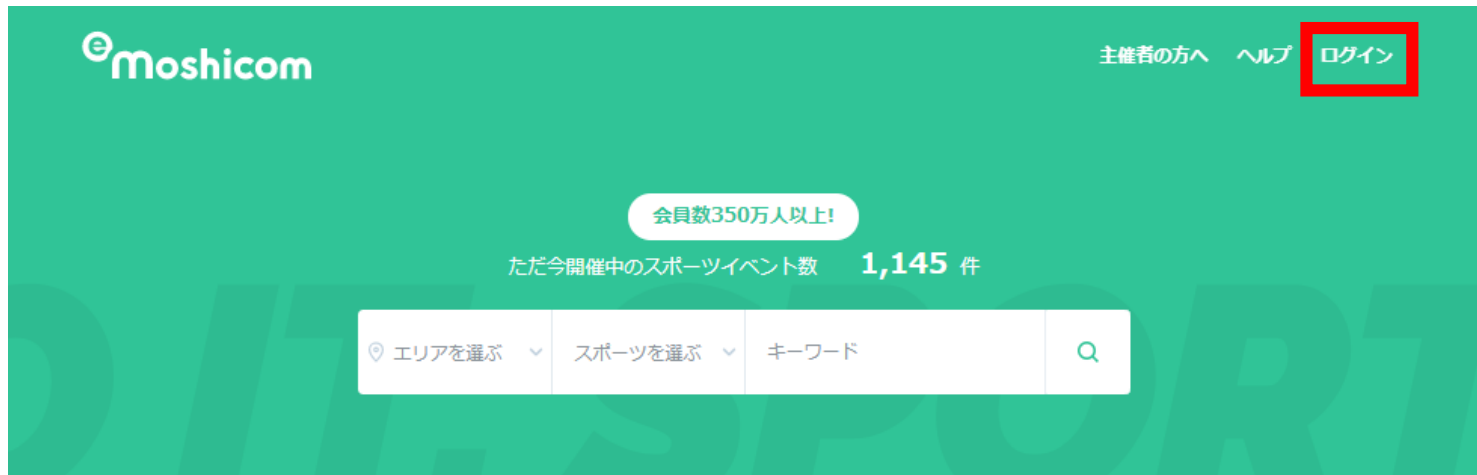 e moshicom
主催者の方へ ヘルプ ログイン
会員数350万人以上!
ただ今開催中のスポーツイベント数 1,145 件
エリアを選ぶ スポーツを選ぶ キーワード
O IT. SPORT